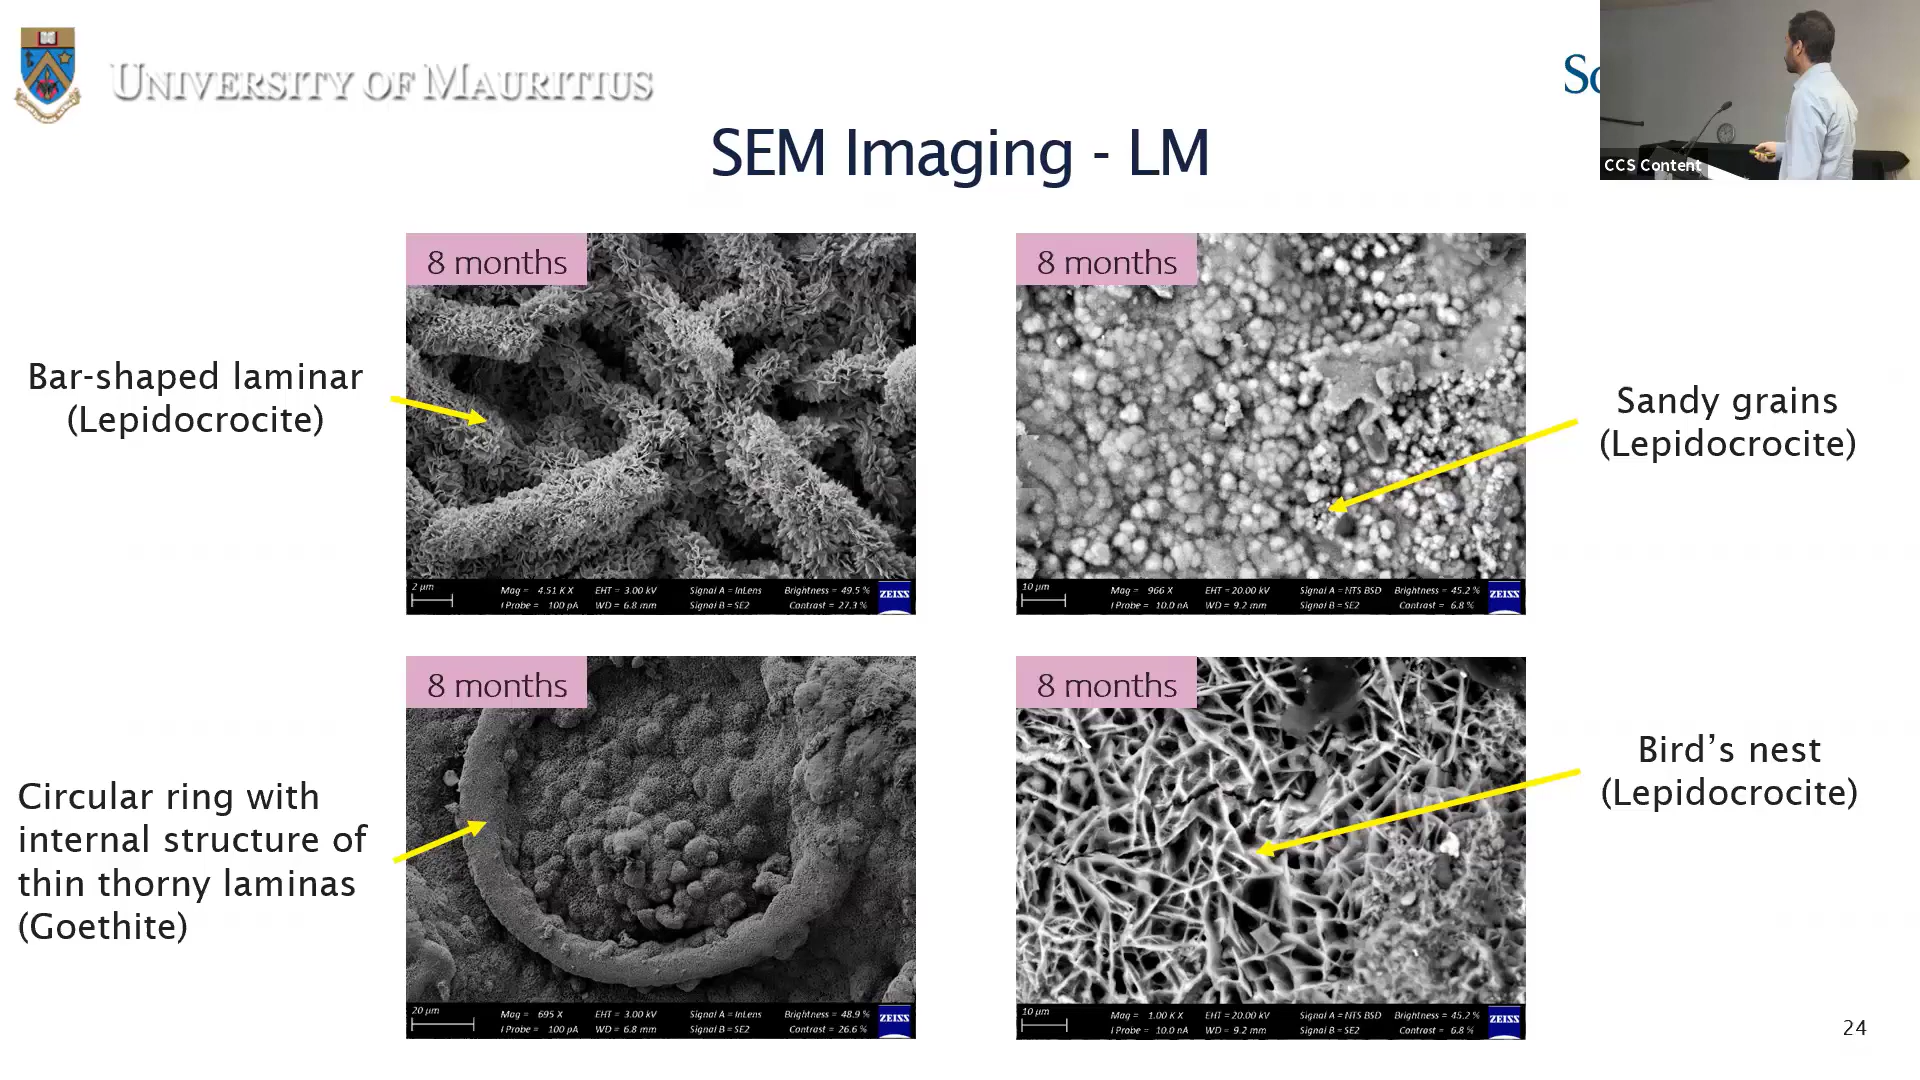 UNIVERSITY OF MAURITIUS
CCS Content
SEM Imaging - LM
8 months
Bar-shaped laminar
(Lepidocrocite)
2 µm
Mag = 4.51 K X EHT = 3.00 kV Signal A = InLens Brightness = 49.5 %
I Probe = 100 pA WD = 6.8 mm Signal B = SE2 Contrast = 27.3 %
ZEISS
8 months
Sandy grains
(Lepidocrocite)
10 µm
Mag = 966 X EHT = 20.00 kV Signal A = NTS BSD Brightness = 45.2 %
I Probe = 10.0 nA WD = 9.2 mm Signal B = SE2 Contrast = 6.8 %
ZEISS
8 months
Circular ring with
internal structure of
thin thorny laminas
(Goethite)
20 µm
Mag = 695 X EHT = 3.00 kV Signal A = InLens Brightness = 48.9 %
I Probe = 100 pA WD = 6.8 mm Signal B = SE2 Contrast = 26.6 %
ZEISS
8 months
Bird’s nest
(Lepidocrocite)
10 µm
Mag = 1.00 K X EHT = 20.00 kV Signal A = NTS BSD Brightness = 45.2 %
I Probe = 10.0 nA WD = 9.2 mm Signal B = SE2 Contrast = 6.8 %
ZEISS
24